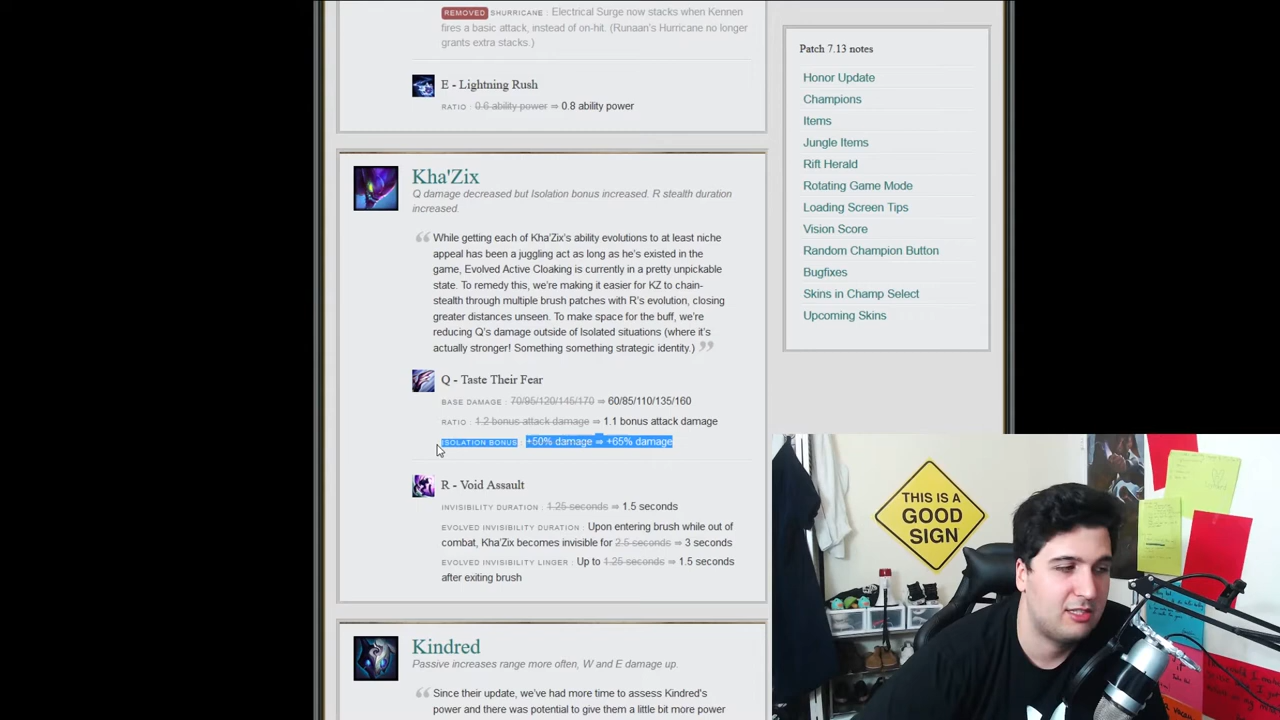 REMOVED SHURRICANE : Electrical Surge now stacks when Kennen
fires a basic attack, instead of on-hit. (Runaan's Hurricane no longer
grants extra stacks.)
E - Lightning Rush
RATIO : 0.6 ability power ⇒ 0.8 ability power
Kha'Zix
Q damage decreased but Isolation bonus increased. R stealth duration
increased.
While getting each of Kha'Zix's ability evolutions to at least niche
appeal has been a juggling act as long as he's existed in the
game, Evolved Active Cloaking is currently in a pretty unpickable
state. To remedy this, we're making it easier for KZ to chain-
stealth through multiple brush patches with R's evolution, closing
greater distances unseen. To make space for the buff, we're
reducing Q's damage outside of Isolated situations (where it's
actually stronger! Something something strategic identity.)
Q - Taste Their Fear
BASE DAMAGE : 70/95/120/145/170 ⇒ 60/85/110/135/160
RATIO : 1.2 bonus attack damage ⇒ 1.1 bonus attack damage
ISOLATION BONUS : +50% damage ⇒ +65% damage
R - Void Assault
INVISIBILITY DURATION : 1.25 seconds ⇒ 1.5 seconds
EVOLVED INVISIBILITY DURATION : Upon entering brush while out of
combat, Kha'Zix becomes invisible for 2.5 seconds ⇒ 3 seconds
EVOLVED INVISIBILITY LINGER : Up to 1.25 seconds ⇒ 1.5 seconds
after exiting brush
Kindred
Passive increases range more often, W and E damage up.
Since their update, we've had more time to assess Kindred's
power and there was potential to give them a little bit more power
Patch 7.13 notes
Honor Update
Champions
Items
Jungle Items
Rift Herald
Rotating Game Mode
Loading Screen Tips
Vision Score
Random Champion Button
Bugfixes
Skins in Champ Select
Upcoming Skins
THIS IS A
GOOD
SIGN